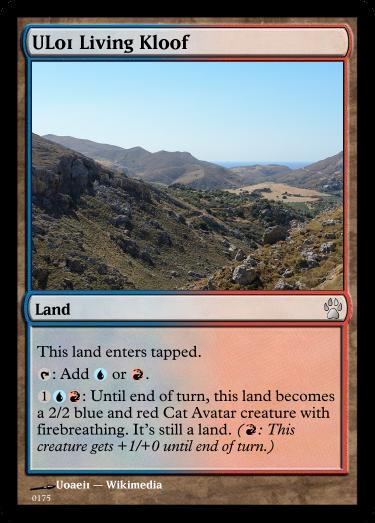 UL01 Living Kloof
Land
This land enters tapped.
: Add or .
1 : Until end of turn, this land becomes
a 2/2 blue and red Cat Avatar creature with
firebreathing. It's still a land. (: This
creature gets +1/+0 until end of turn.)
Uoaei1 — Wikimedia
0175